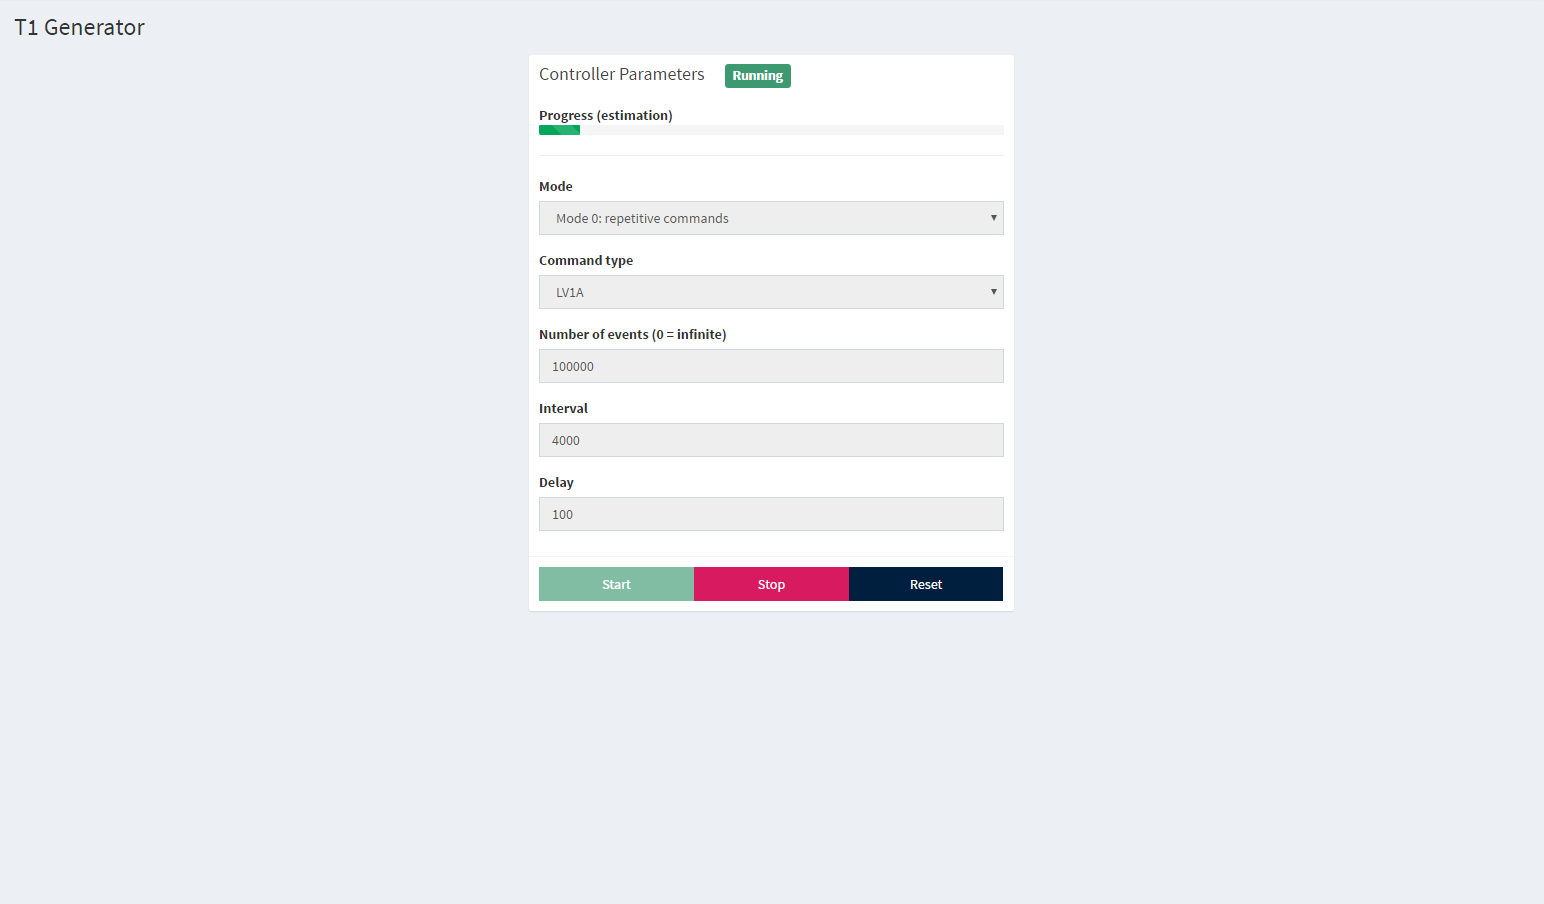 T1 Generator
Controller Parameters Running
Progress (estimation)
Mode
Mode 0: repetitive commands
Command type
LV1A
Number of events (0 = infinite)
100000
Interval
4000
Delay
100
Start Stop Reset